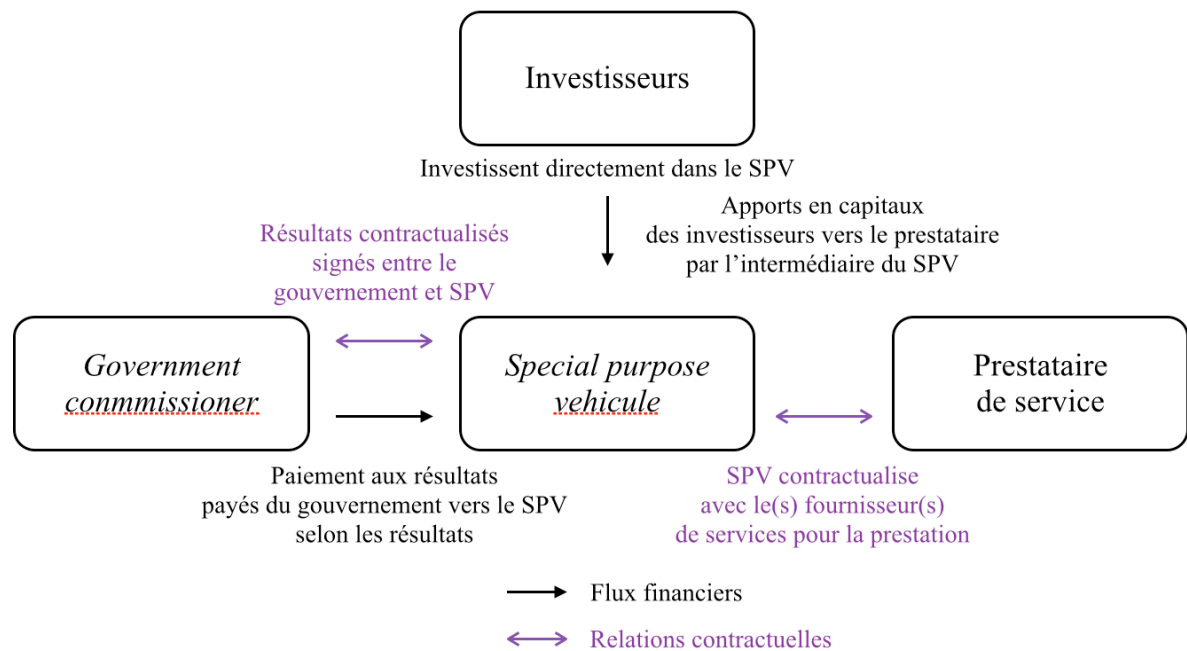 Investisseurs
Investissent directement dans le SPV
Apports en capitaux
des investisseurs vers le prestataire
par l’intermédiaire du SPV
Résultats contractualisés
signés entre le
gouvernement et SPV
Government
conmmissioner
Special purpose
vehicule
Prestataire
de service
Paiement aux résultats
payés du gouvernement vers le SPV
selon les résultats
SPV contractualise
avec le(s) fournisseur(s)
de services pour la prestation
Flux financiers
Relations contractuelles